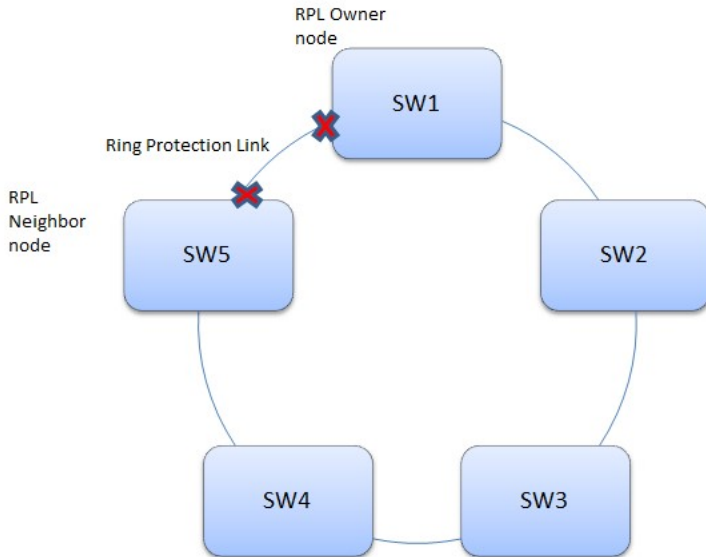 RPL Owner
node
SW1
Ring Protection Link
RPL
Neighbor
node
SW5
SW2
SW4
SW3